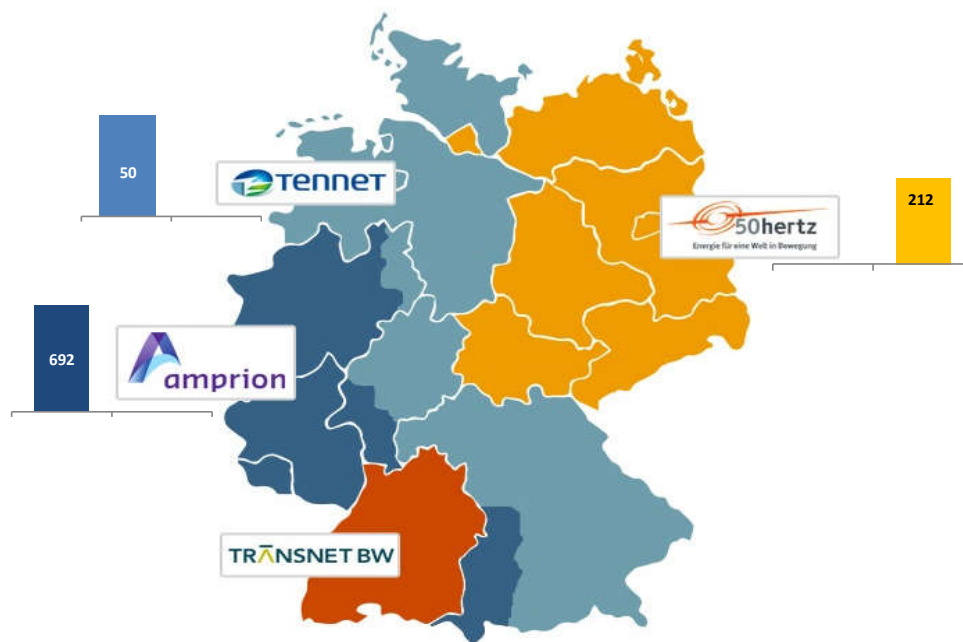 50
TENNET
212
50hertz
Energie für eine Welt in Bewegung
692
amprion
TRANSNET BW